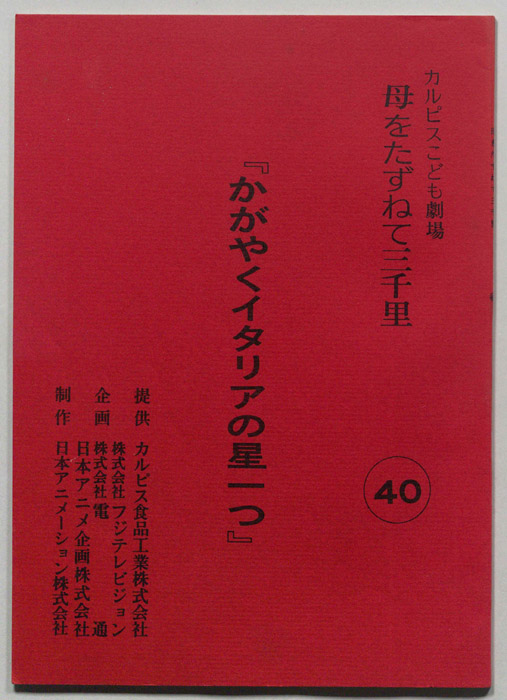 カルピスこども劇場
母をたずねて三千里
40
『かがやくイタリアの星一つ』
提供 カルピス食品工業株式会社
株式会社フジテレビジョン
企画 株式会社電通
日本アニメ企画株式会社
制作 日本アニメーション株式会社